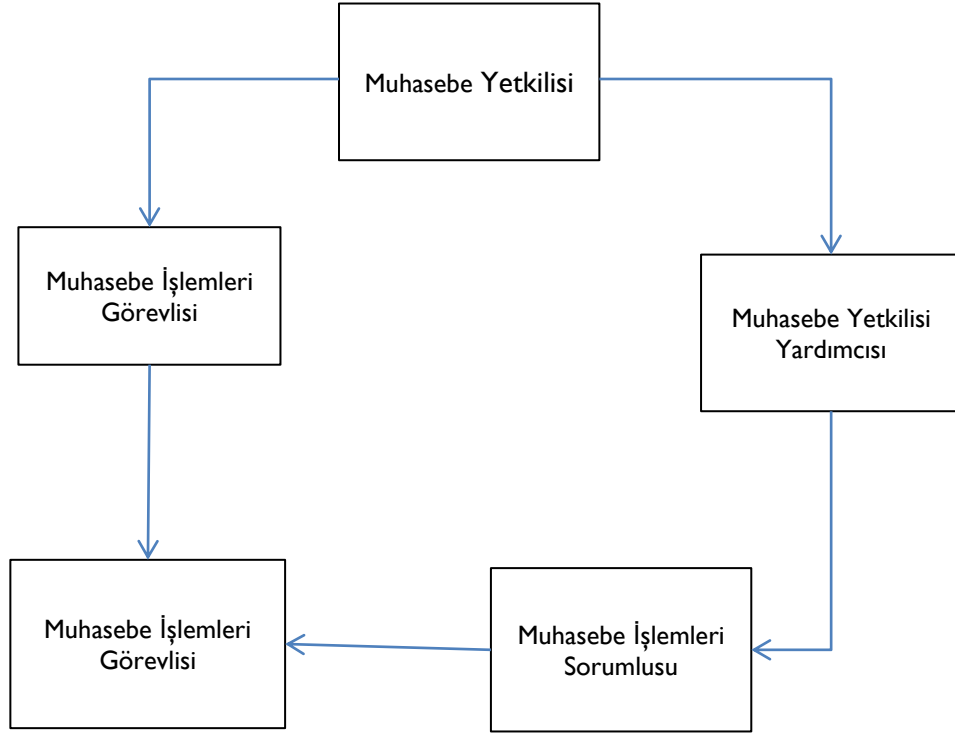 Muhasebe Yetkilisi
Muhasebe İşlemleri
Görevlisi
Muhasebe Yetkilisi
Yardımcısı
Muhasebe İşlemleri
Görevlisi
Muhasebe İşlemleri
Sorumlusu